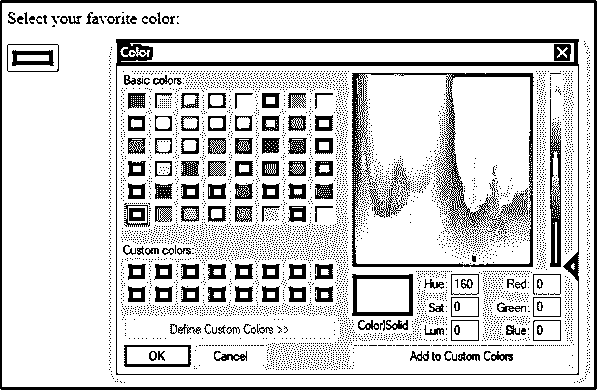 Select your favorite color:
Color
Basic colors:
Custom colors:
Define Custom Colors >>
OK
Cancel
Color|Solid
Hue: 160
Sat: 0
Lum: 0
Red: 0
Green: 0
Blue: 0
Add to Custom Colors